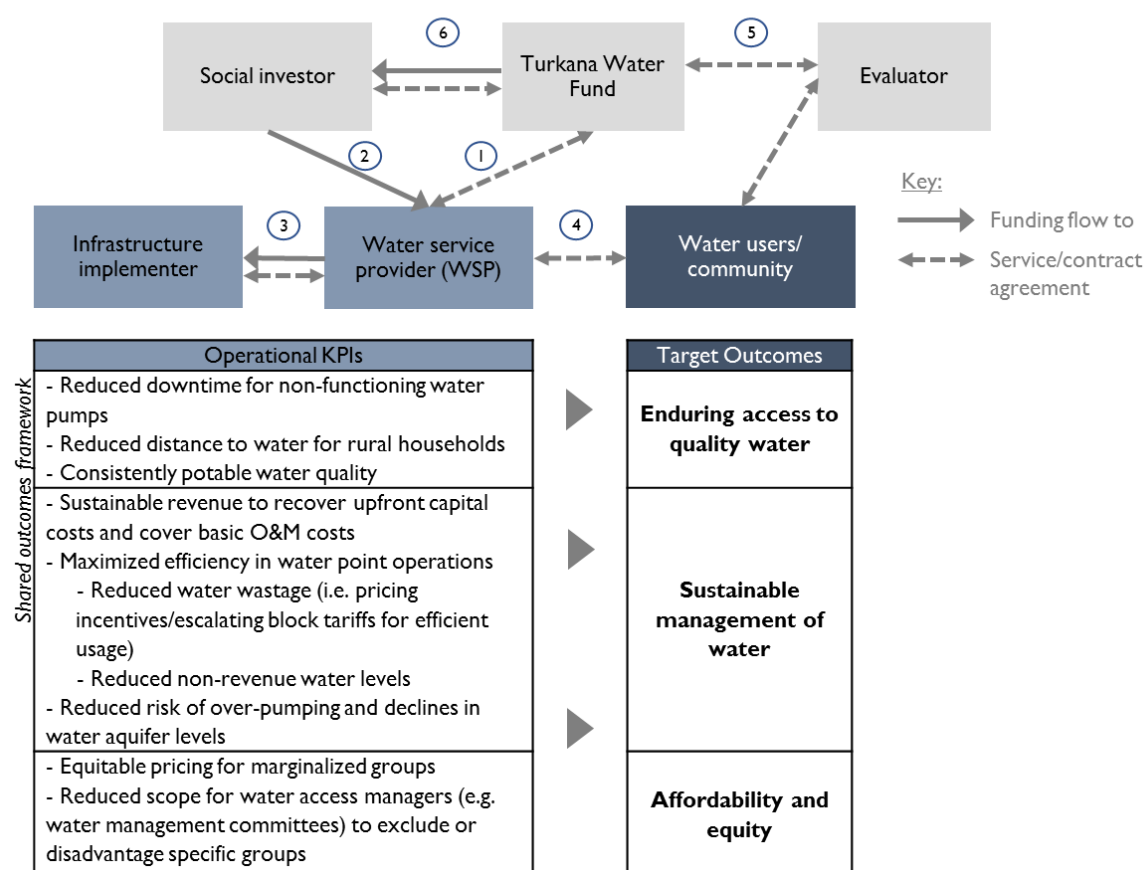 6
5
Social investor
Turkana Water
Fund
Evaluator
2
1
Key:
Funding flow to
Service/contract
agreement
3
4
Infrastructure
implementer
Water service
provider (WSP)
Water users/
community
Shared outcomes framework
Operational KPIs
- Reduced downtime for non-functioning water
pumps
- Reduced distance to water for rural households
- Consistently potable water quality
- Sustainable revenue to recover upfront capital
costs and cover basic O&M costs
- Maximized efficiency in water point operations
- Reduced water wastage (i.e. pricing
incentives/escalating block tariffs for efficient
usage)
- Reduced non-revenue water levels
- Reduced risk of over-pumping and declines in
water aquifer levels
- Equitable pricing for marginalized groups
- Reduced scope for water access managers (e.g.
water management committees) to exclude or
disadvantage specific groups
Target Outcomes
Enduring access to
quality water
Sustainable
management of
water
Affordability and
equity